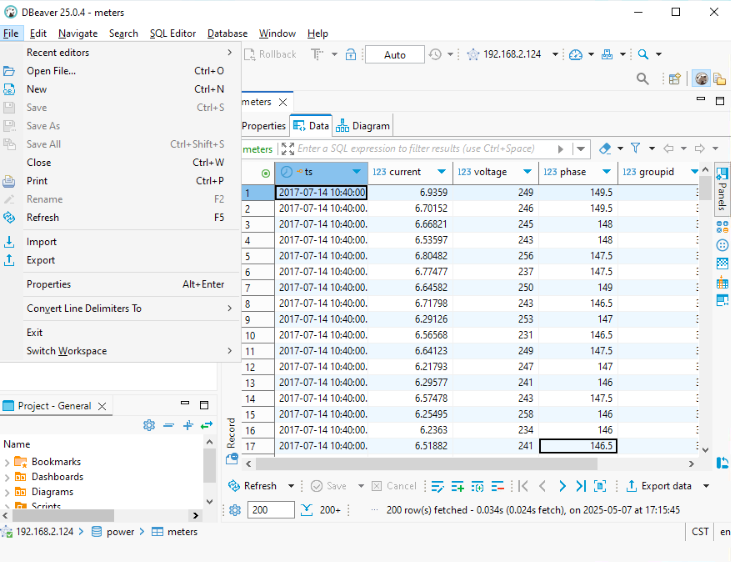 DBeaver 25.0.4 - meters
File Edit Navigate Search SQL Editor Database Window Help
Rollback Auto 192.168.2.124
Recent editors
Open File... Ctrl+O
New Ctrl+N
Save Ctrl+S
Save As
Save All Ctrl+Shift+S
Close Ctrl+W
Print Ctrl+P
Rename F2
Refresh F5
Import
Export
Properties Alt+Enter
Convert Line Delimiters To
Exit
Switch Workspace
meters
Properties Data Diagram
meters Enter a SQL expression to filter results (use Ctrl+Space)
ts 123 current 123 voltage 123 phase 123 groupid
1 2017-07-14 10:40:00. 6.9359 249 149.5
2 2017-07-14 10:40:00. 6.70152 246 149.5
3 2017-07-14 10:40:00. 6.66821 245 148
4 2017-07-14 10:40:00. 6.53597 243 148
5 2017-07-14 10:40:00. 6.80482 256 147.5
6 2017-07-14 10:40:00. 6.77477 237 147.5
7 2017-07-14 10:40:00. 6.64582 250 149
8 2017-07-14 10:40:00. 6.71798 243 146.5
9 2017-07-14 10:40:00. 6.29126 253 147
10 2017-07-14 10:40:00. 6.56568 231 146.5
11 2017-07-14 10:40:00. 6.64123 249 147.5
12 2017-07-14 10:40:00. 6.21793 247 147
13 2017-07-14 10:40:00. 6.29577 241 146
14 2017-07-14 10:40:00. 6.57478 243 147.5
15 2017-07-14 10:40:00. 6.25495 258 146
16 2017-07-14 10:40:00. 6.2363 234 146
17 2017-07-14 10:40:00. 6.51882 241 146.5
Panels
Record
Project - General
Name
Bookmarks
Dashboards
Diagrams
Scripts
Refresh Save Cancel Export data
200 200+ 200 row(s) fetched - 0.034s (0.024s fetch), on 2025-05-07 at 17:15:45
192.168.2.124 power meters CST en